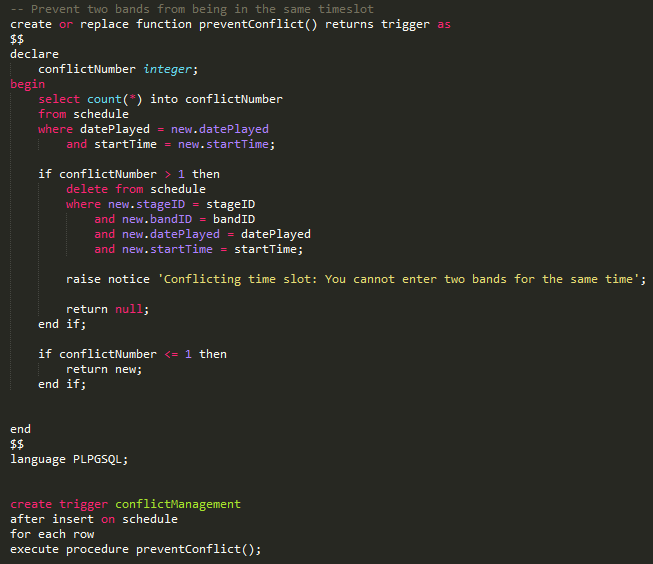 -- Prevent two bands from being in the same timeslot
create or replace function preventConflict() returns trigger as
$$
declare
    conflictNumber integer;
begin
    select count(*) into conflictNumber
    from schedule
    where datePlayed = new.datePlayed
        and startTime = new.startTime;

    if conflictNumber > 1 then
        delete from schedule
        where new.stageID = stageID
            and new.bandID = bandID
            and new.datePlayed = datePlayed
            and new.startTime = startTime;

        raise notice 'Conflicting time slot: You cannot enter two bands for the same time';

        return null;
    end if;

    if conflictNumber <= 1 then
        return new;
    end if;


end
$$
language PLPGSQL;


create trigger conflictManagement
after insert on schedule
for each row
execute procedure preventConflict();